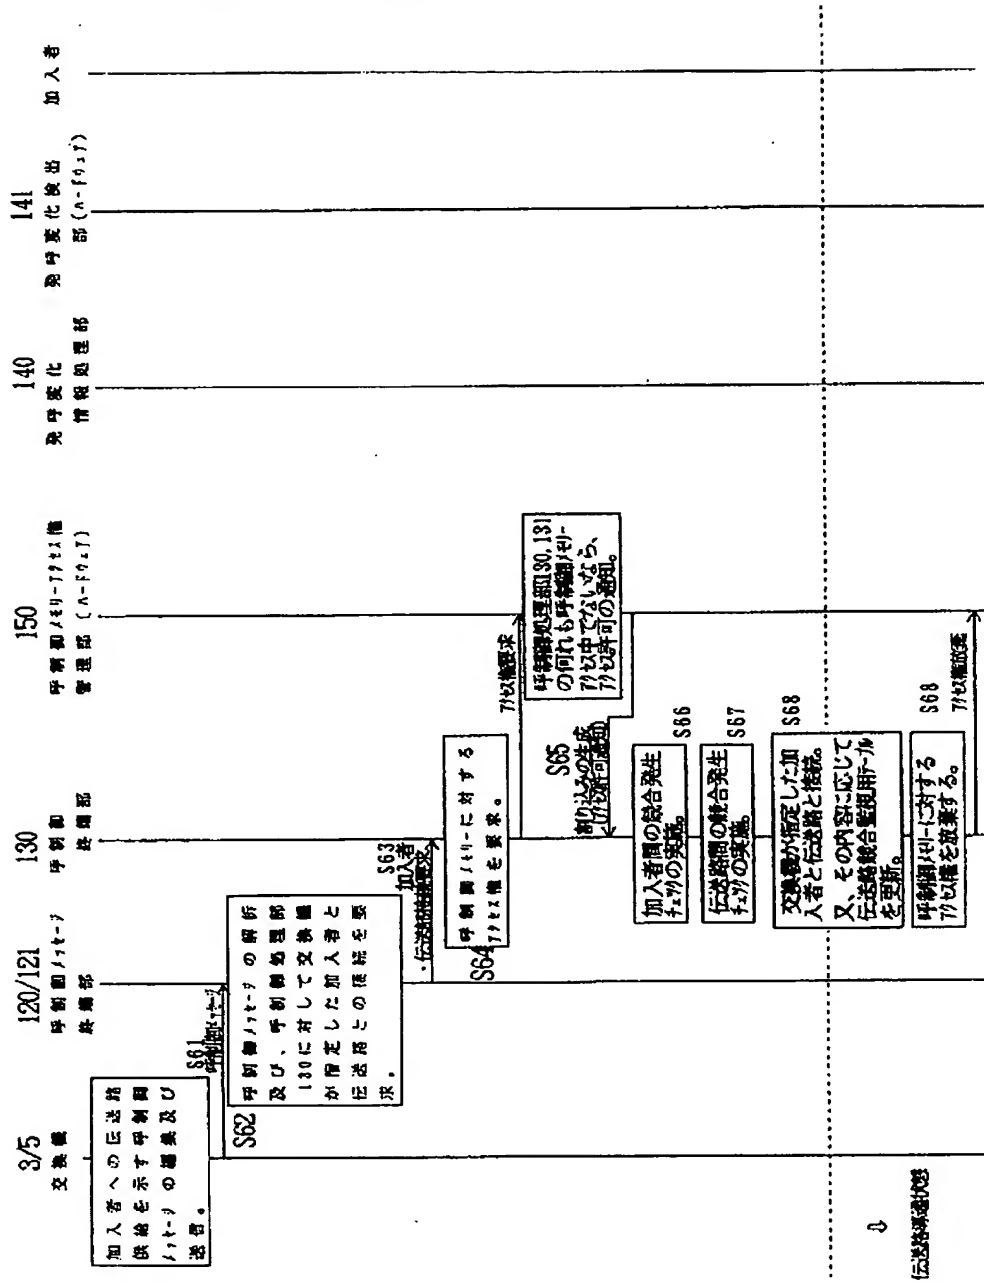 3/5
交換機
120/121
呼制御メッセージ
終端部
130
呼制御
終端部
150
呼制御メモリーアクセス権
管理部 (ハードウェア)
140
発呼変化
情報処理部
141
発呼変化検出
部 (ハードウェア)
加入者
加入者への伝送路
供給を示す呼制御
メッセージの編集及び
送信。
S61
呼制御メッセージ
S62
呼制御メッセージの解析
及び、呼制御処理部
130に対して交換機
が指定した加入者と
伝送路との接続を要
求。
S63
加入者
・伝送路接続要求
S64
呼制御メモリーに対する
アクセス権を要求。
アクセス権要求
呼制御処理部130,131
の何れも呼制御メモリー
アクセス中でないなら、
アクセス許可の通知。
S65
割り込みの生成
(アクセス許可通知)
加入者間の競合発生
チェックの実施。
S66
伝送路間の競合発生
チェックの実施。
S67
交換機が指定した加
入者と伝送路と接続。
又、その内容に応じて
伝送路競合監視用テーブル
を更新。
S68
呼制御メモリーに対する
アクセス権を放棄する。
S68
アクセス権放棄
⇩
伝送路導通状態